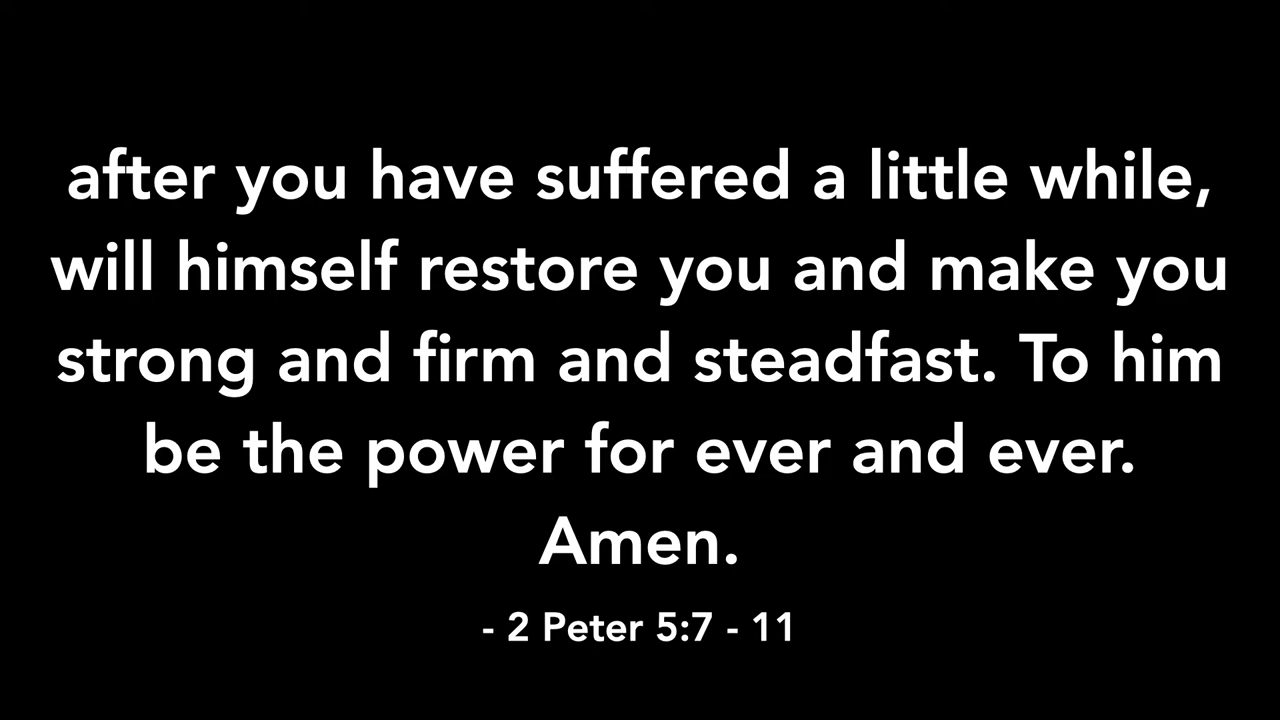 after you have suffered a little while,
will himself restore you and make you
strong and firm and steadfast. To him
be the power for ever and ever.
Amen.
- 2 Peter 5:7 - 11